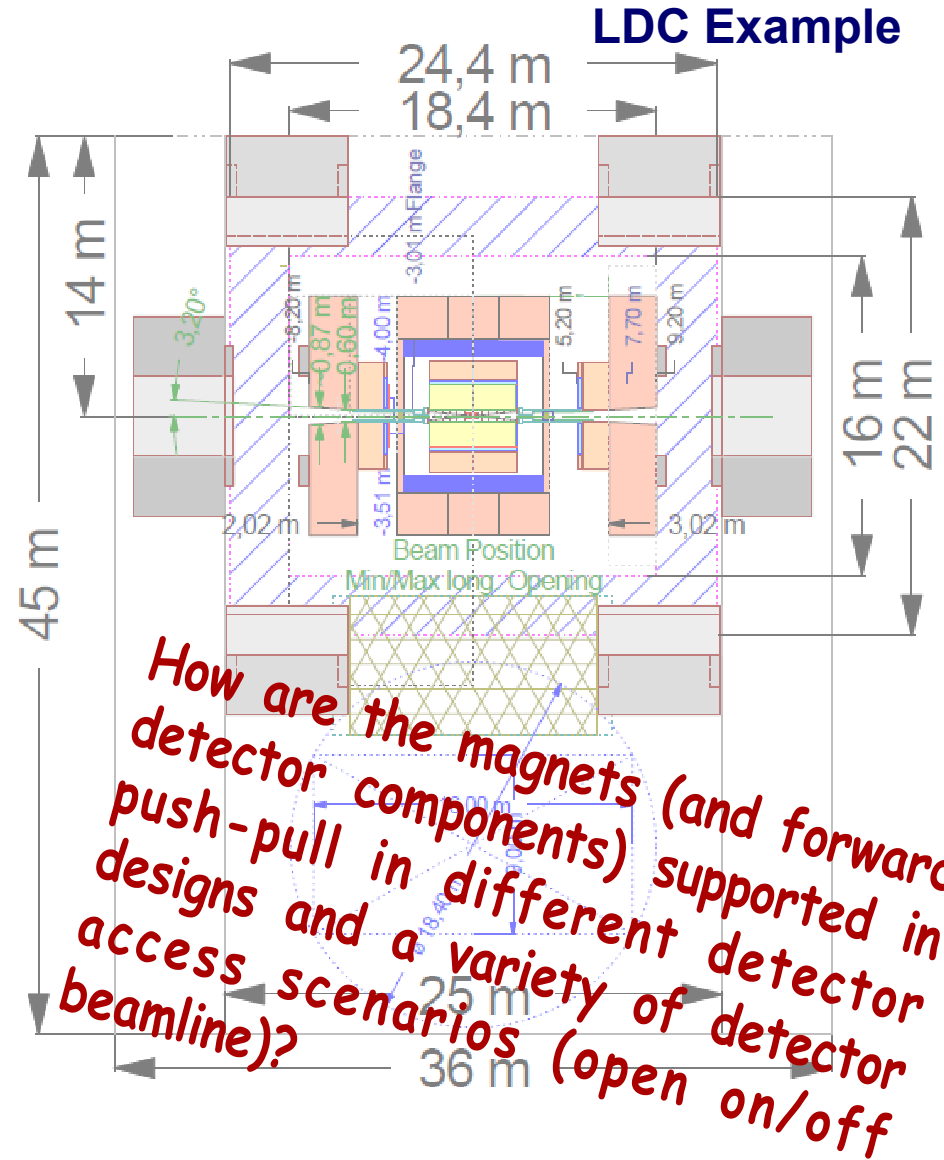 LDC Example
24,4 m
18,4 m
14 m
45 m
3,20°
-8,20 m
-0,87 m
-0,60 m
-4,00 m
-3,01 m Flange
5,20 m
7,70 m
9,20 m
16 m
22 m
2,02 m
-3,51 m
3,02 m
Beam Position
Min/Max long. Opening
How are the magnets (and forward
detector components) supported in
push-pull in different detector
designs and a variety of detector
access scenarios (open on/off
beamline)?
ø 18,40
25 m
36 m